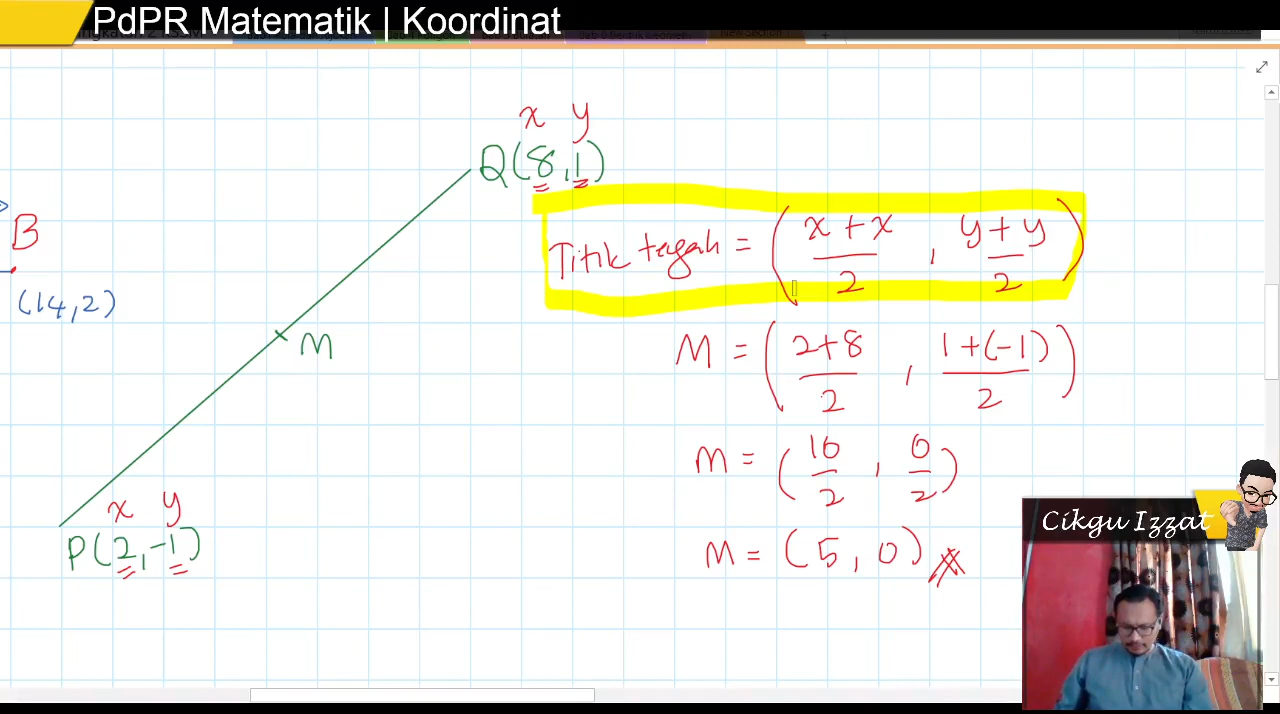 PdPR Matematik | Koordinat
x y
Q(8,1)
Titik tengah = (x+x/2, y+y/2)
B
(14,2)
M
M = (2+8/2, 1+(-1)/2)
M = (10/2, 0/2)
M = (5,0)
x y
P(2,-1)
Cikgu Izzat